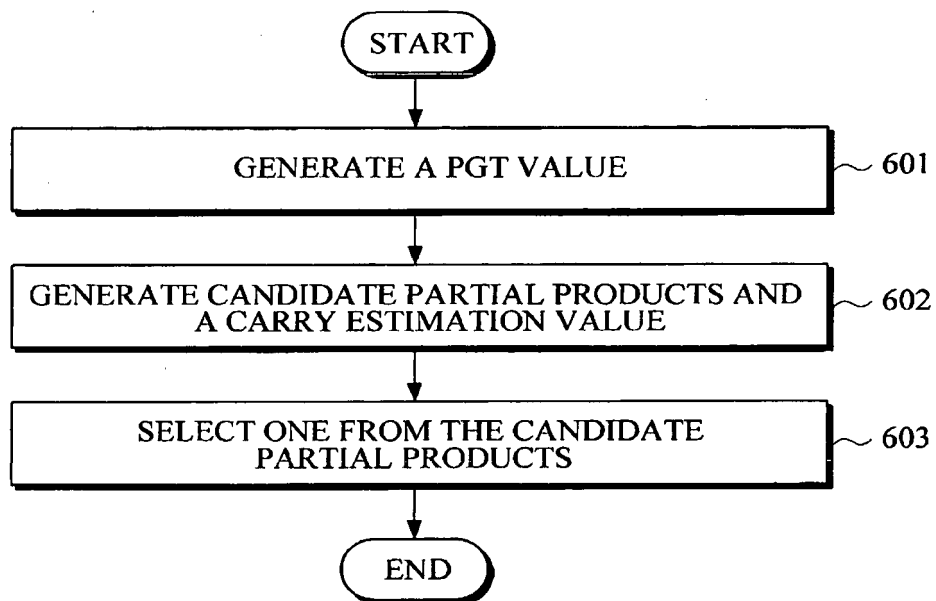 START
GENERATE A PGT VALUE
601
GENERATE CANDIDATE PARTIAL PRODUCTS AND
A CARRY ESTIMATION VALUE
602
SELECT ONE FROM THE CANDIDATE
PARTIAL PRODUCTS
603
END